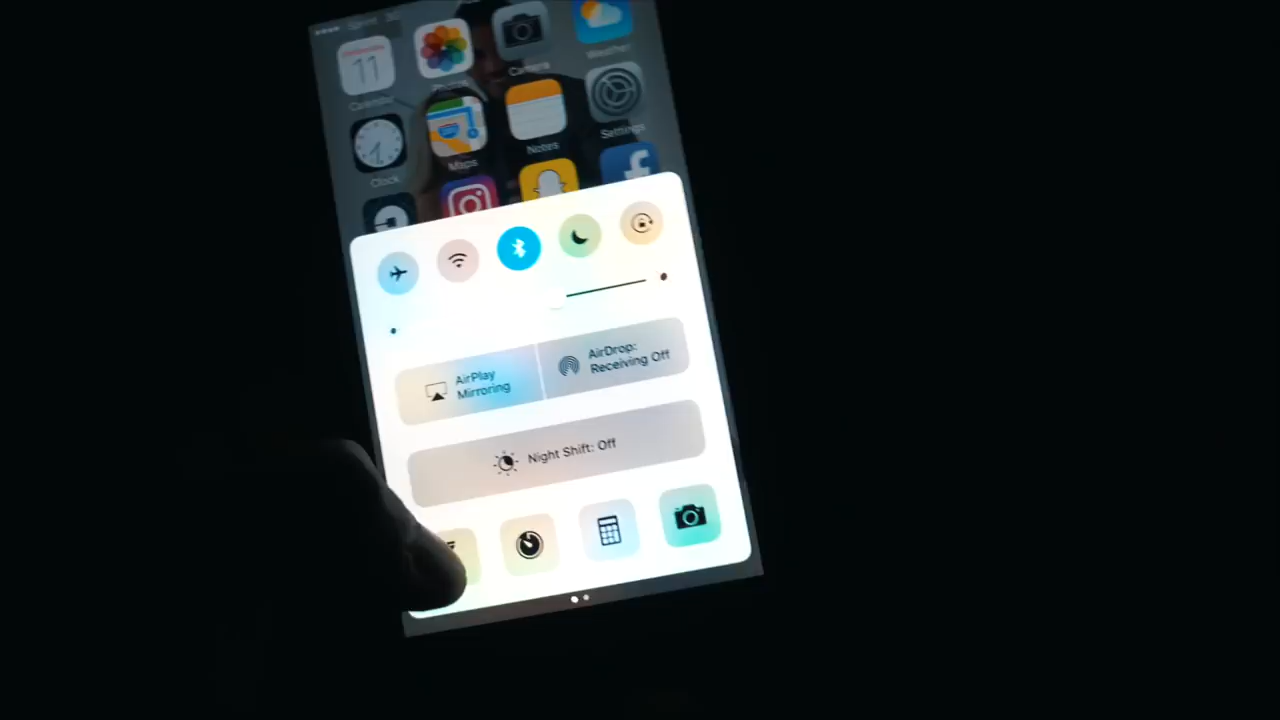 11
Calendar
Photos
Camera
Weather
Clock
Maps
Notes
Settings
AirPlay
Mirroring
AirDrop:
Receiving Off
Night Shift: Off